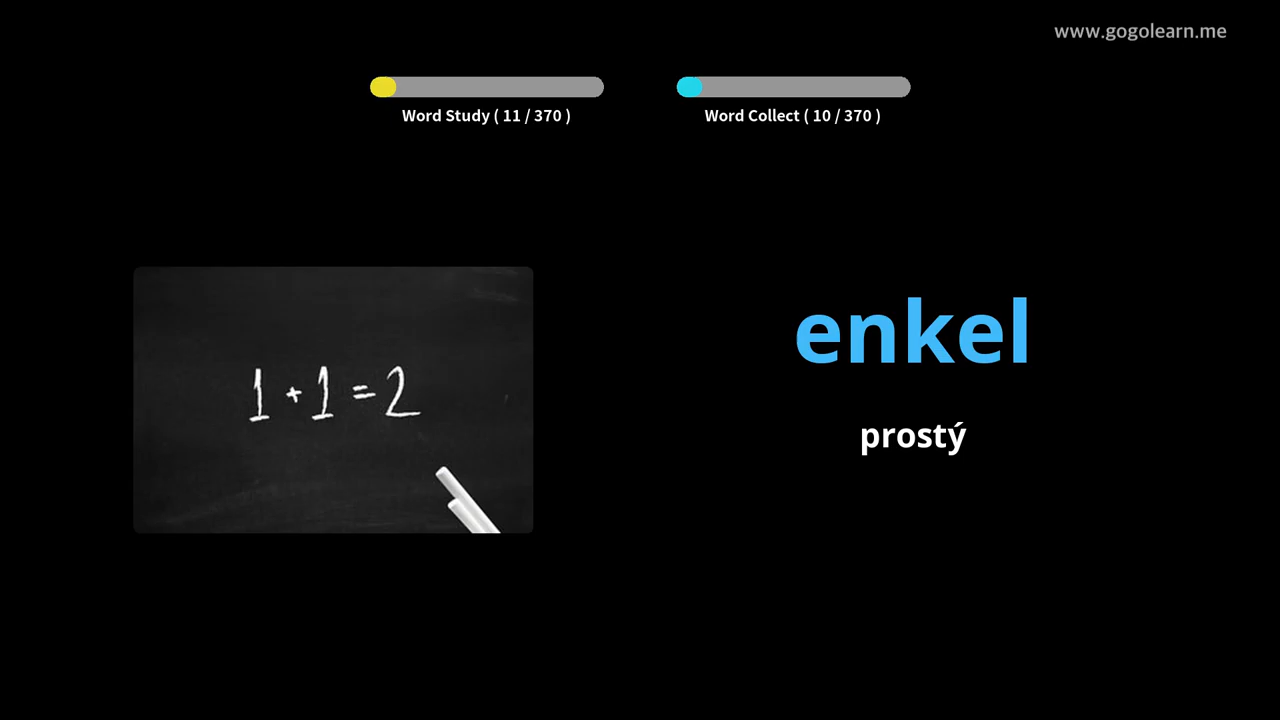 www.gogolearn.me
Word Study ( 11 / 370 )
Word Collect ( 10 / 370 )
1 + 1 = 2
enkel
prostý